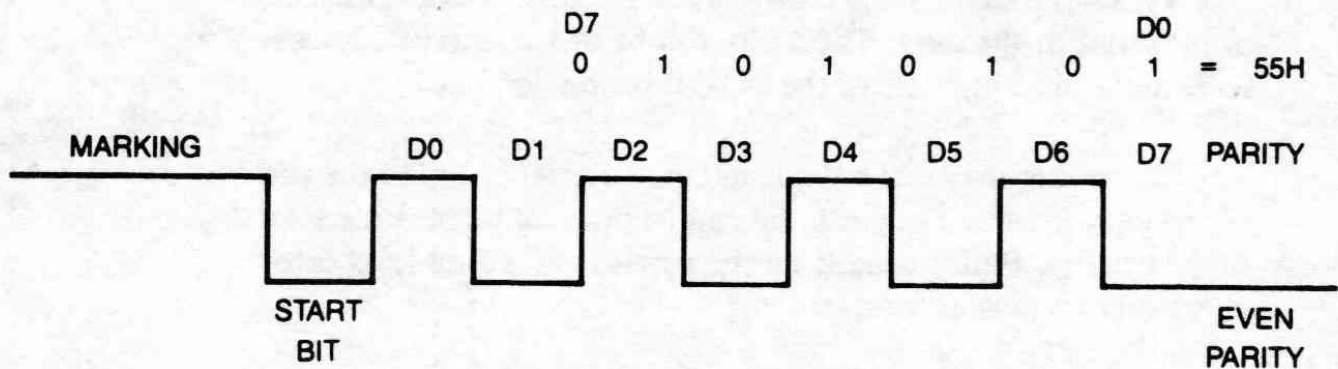 D7 D0
0 1 0 1 0 1 0 1 = 55H
MARKING D0 D1 D2 D3 D4 D5 D6 D7 PARITY
START EVEN
BIT PARITY